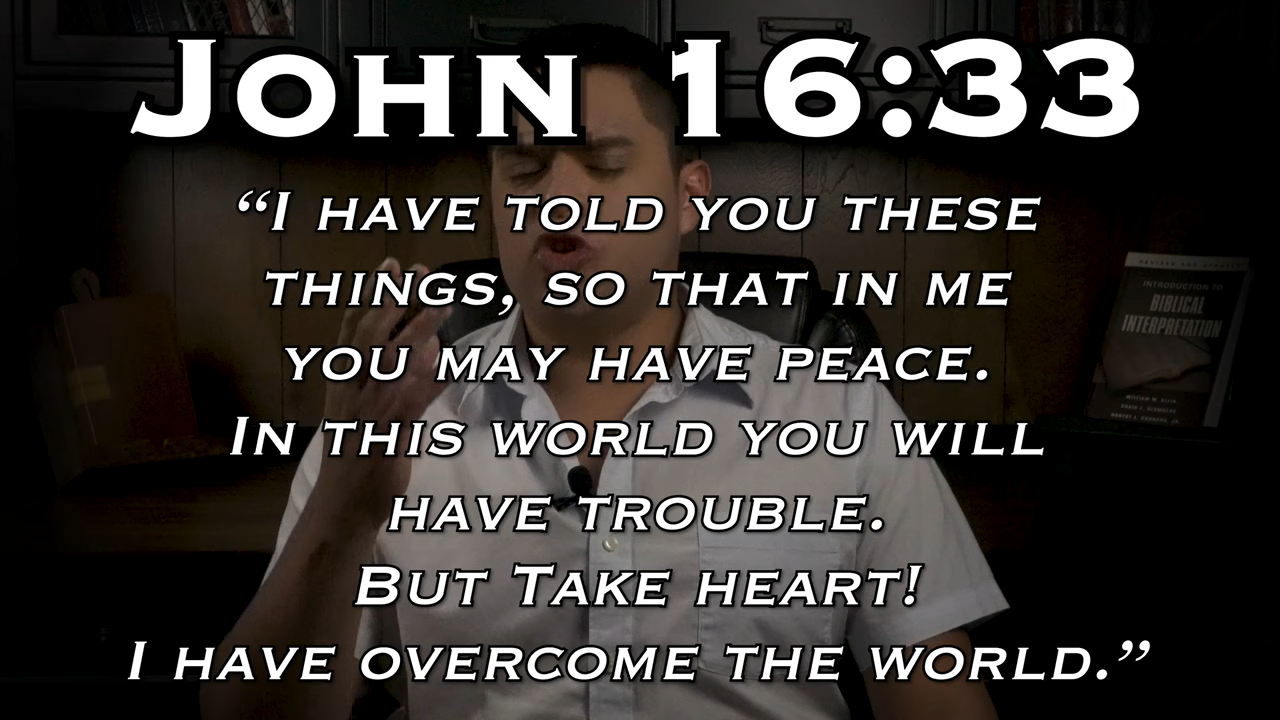 John 16:33
“I have told you these
things, so that in me
you may have peace.
In this world you will
have trouble.
But Take heart!
I have overcome the world.”
INTRODUCTION TO
BIBLICAL
INTERPRETATION